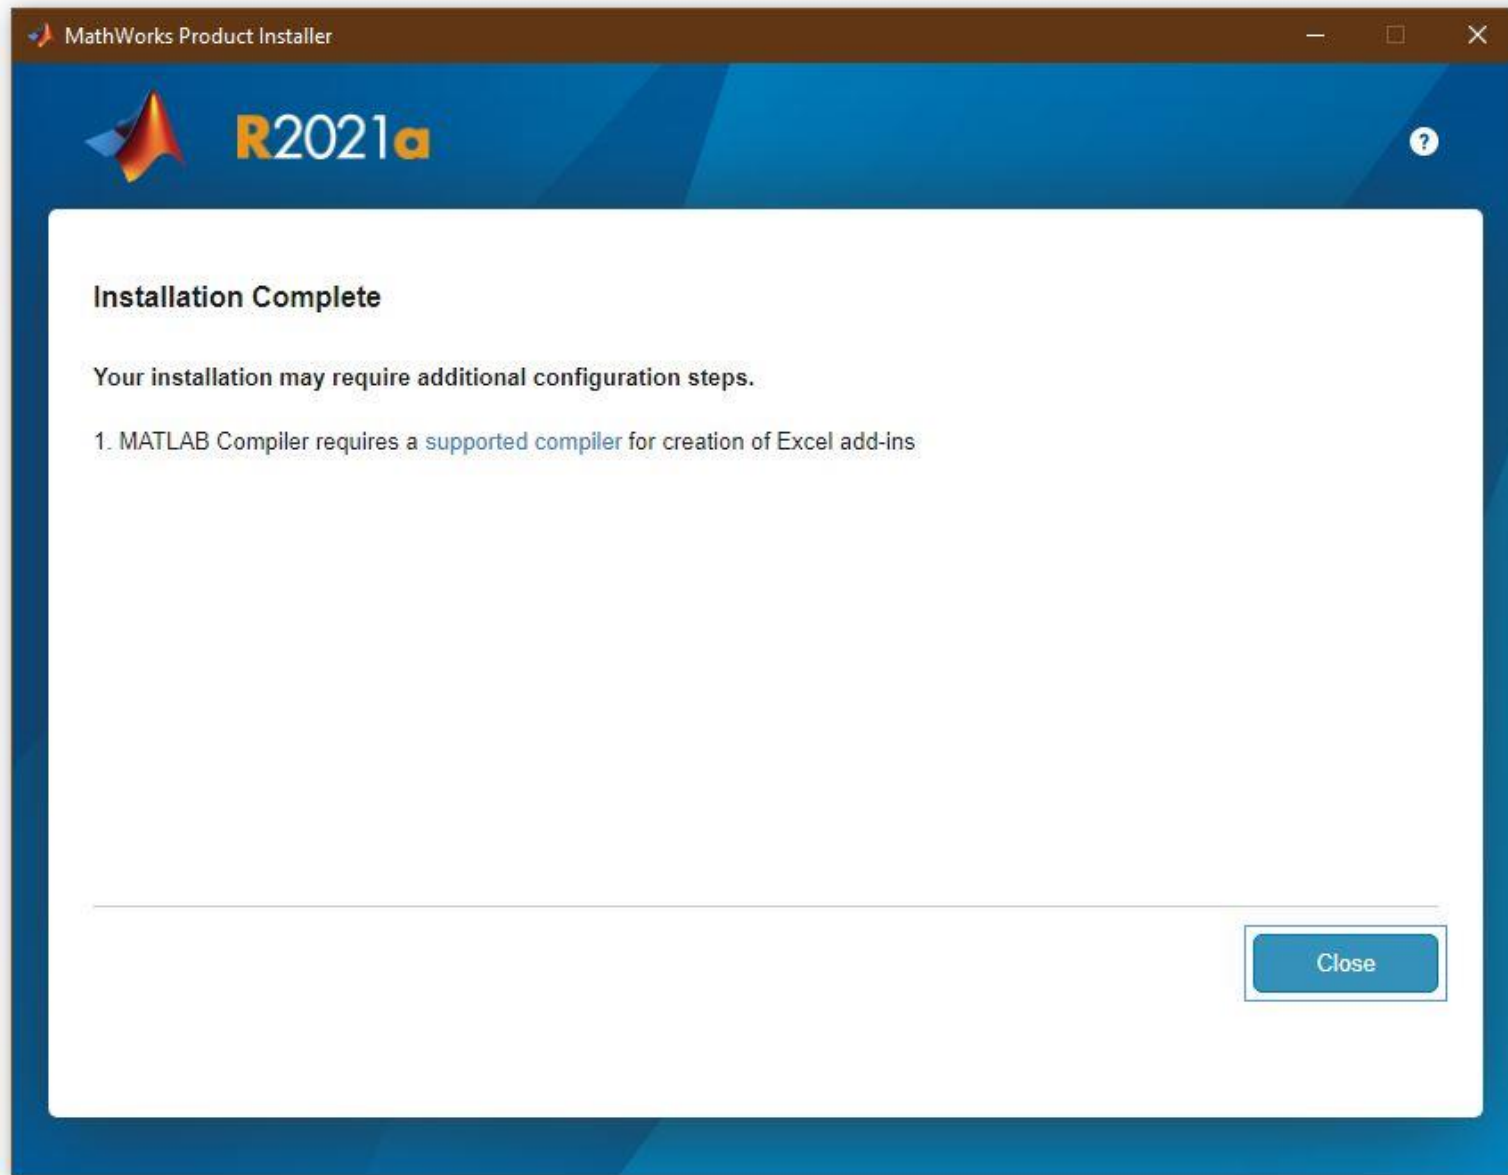 MathWorks Product Installer
R2021a
?
Installation Complete
Your installation may require additional configuration steps.
1. MATLAB Compiler requires a supported compiler for creation of Excel add-ins
Close